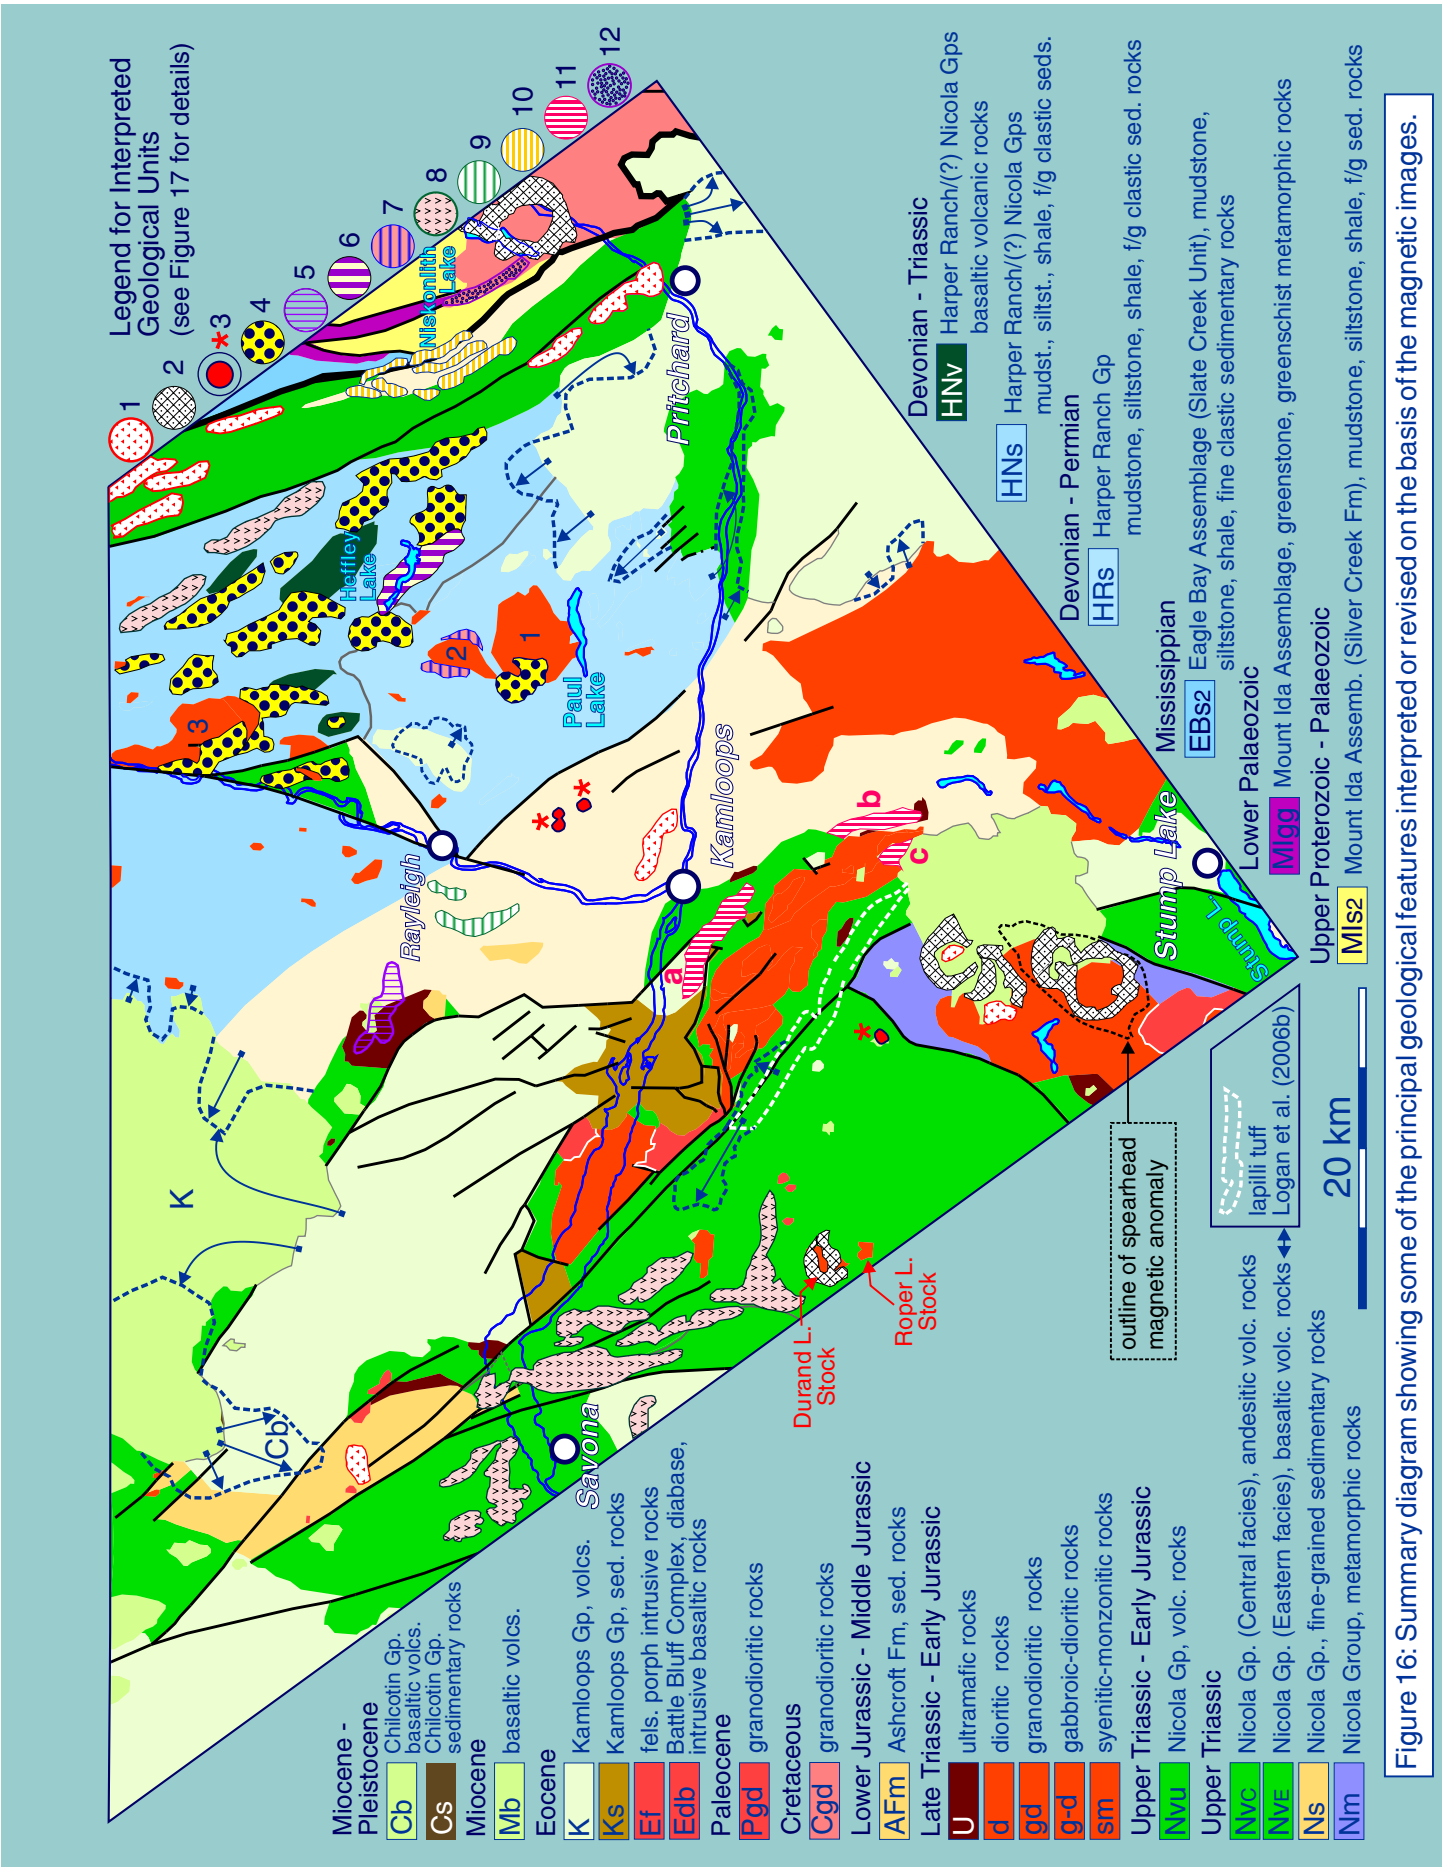 Legend for Interpreted
Geological Units
(see Figure 17 for details)
1
2
*3
4
5
6
7
8
9
10
11
12
Niskonlith
Lake
Heffley
Lake
Pritchard
Paul
Lake
1
2
3
Kamloops
Rayleigh
*
*
*
a
b
c
K
Cb
Savona
Stump Lake
Stump L.
Durand L.
Stock
Roper L.
Stock
outline of spearhead
magnetic anomaly
lapilli tuff
Logan et al. (2006b)
20 km
Miocene -
Pleistocene
Cb Chilcotin Gp.
basaltic volcs.
Cs Chilcotin Gp.
sedimentary rocks
Miocene
Mb basaltic volcs.
Eocene
K Kamloops Gp, volcs.
Ks Kamloops Gp, sed. rocks
Ef fels. porph intrusive rocks
Edb Battle Bluff Complex, diabase,
intrusive basaltic rocks
Paleocene
Pgd granodioritic rocks
Cretaceous
Cgd granodioritic rocks
Lower Jurassic - Middle Jurassic
AFm Ashcroft Fm, sed. rocks
Late Triassic - Early Jurassic
U ultramafic rocks
d dioritic rocks
gd granodioritic rocks
g-d gabbroic-dioritic rocks
sm syenitic-monzonitic rocks
Upper Triassic - Early Jurassic
Nvu Nicola Gp, volc. rocks
Upper Triassic
Nvc Nicola Gp. (Central facies), andesitic volc. rocks
NvE Nicola Gp. (Eastern facies), basaltic volc. rocks
Ns Nicola Gp., fine-grained sedimentary rocks
Nm Nicola Group, metamorphic rocks
Devonian - Triassic
HNv Harper Ranch/(?) Nicola Gps
basaltic volcanic rocks
HNs Harper Ranch/(?) Nicola Gps
mudst., siltst., shale, f/g clastic seds.
Devonian - Permian
HRs Harper Ranch Gp
mudstone, siltstone, shale, f/g clastic sed. rocks
Mississippian
EBs2 Eagle Bay Assemblage (Slate Creek Unit), mudstone,
siltstone, shale, fine clastic sedimentary rocks
Lower Palaeozoic
MIgg Mount Ida Assemblage, greenstone, greenschist metamorphic rocks
Upper Proterozoic - Palaeozoic
MIs2 Mount Ida Assemb. (Silver Creek Fm), mudstone, siltstone, shale, f/g sed. rocks
Figure 16: Summary diagram showing some of the principal geological features interpreted or revised on the basis of the magnetic images.